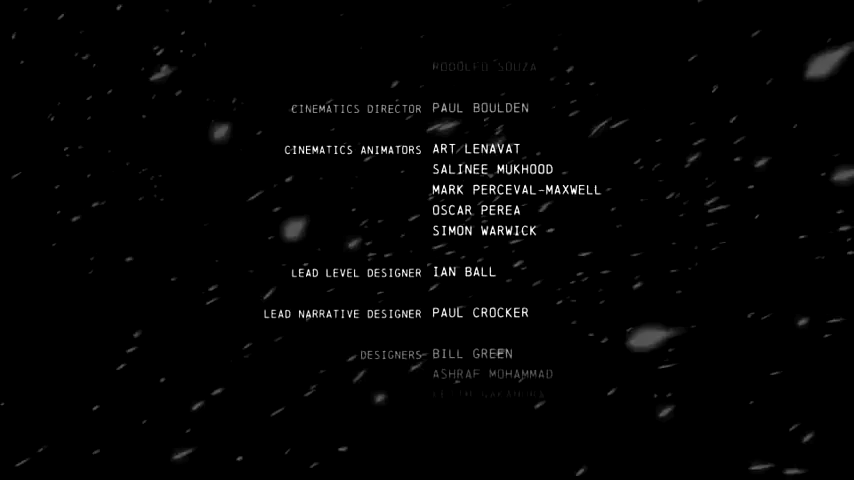 RODOLFO SOUZA
CINEMATICS DIRECTOR PAUL BOULDEN
CINEMATICS ANIMATORS ART LENAVAT
SALINEE MUKHOOD
MARK PERCEVAL-MAXWELL
OSCAR PEREA
SIMON WARWICK
LEAD LEVEL DESIGNER IAN BALL
LEAD NARRATIVE DESIGNER PAUL CROCKER
DESIGNERS BILL GREEN
ASHRAF MOHAMMAD